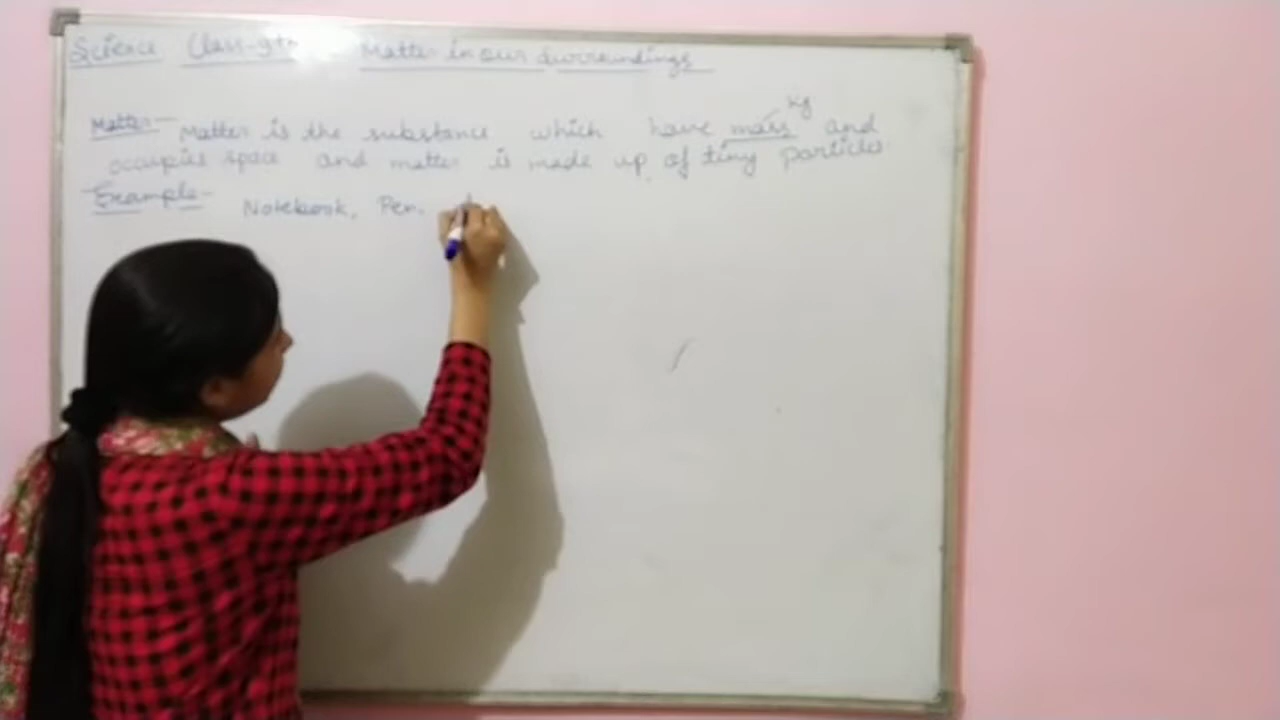 Science Class-9th Matter in our surroundings
Kg
Matter- Matter is the substance which have mass and
occupies space and matter is made up of tiny particles
Example- Notebook, Pen,